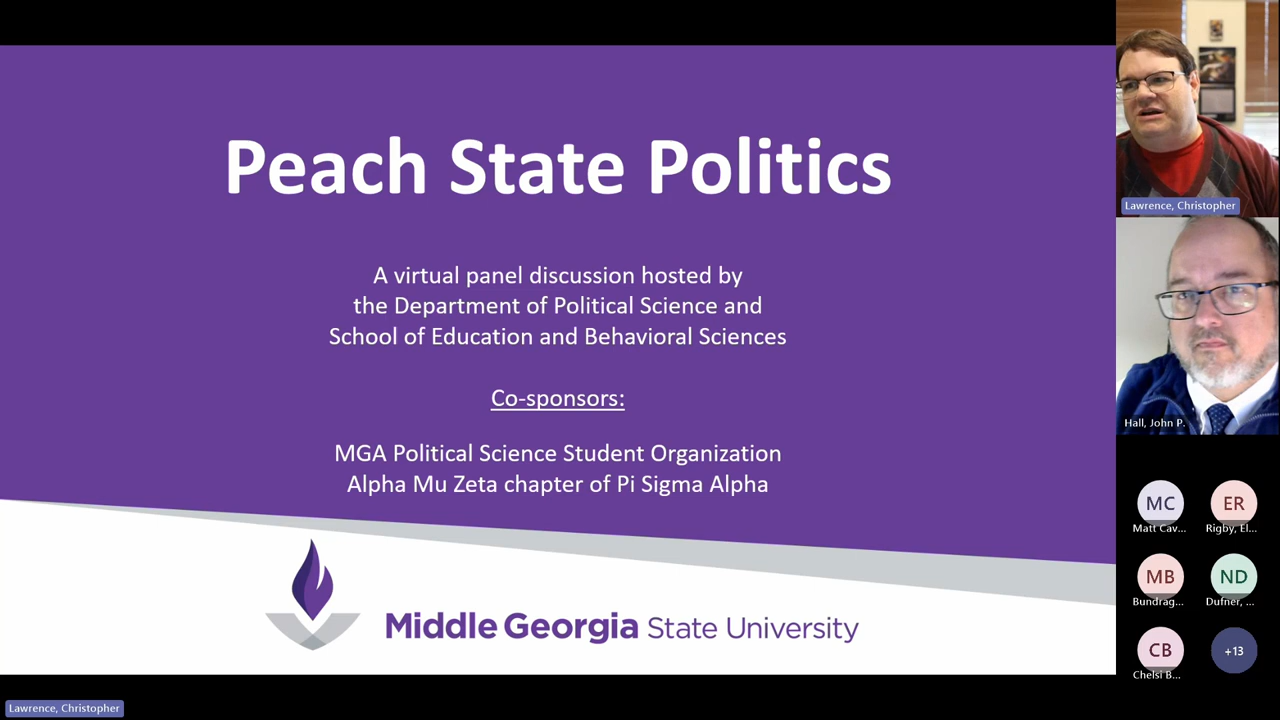 Peach State Politics
A virtual panel discussion hosted by
the Department of Political Science and
School of Education and Behavioral Sciences
Co-sponsors:
MGA Political Science Student Organization
Alpha Mu Zeta chapter of Pi Sigma Alpha
Middle Georgia State University
Lawrence, Christopher
Lawrence, Christopher
Hall, John P.
MC
ER
Matt Cav...
Rigby, El...
MB
ND
Bundrag...
Dufner, ...
CB
+13
Chelsi B...